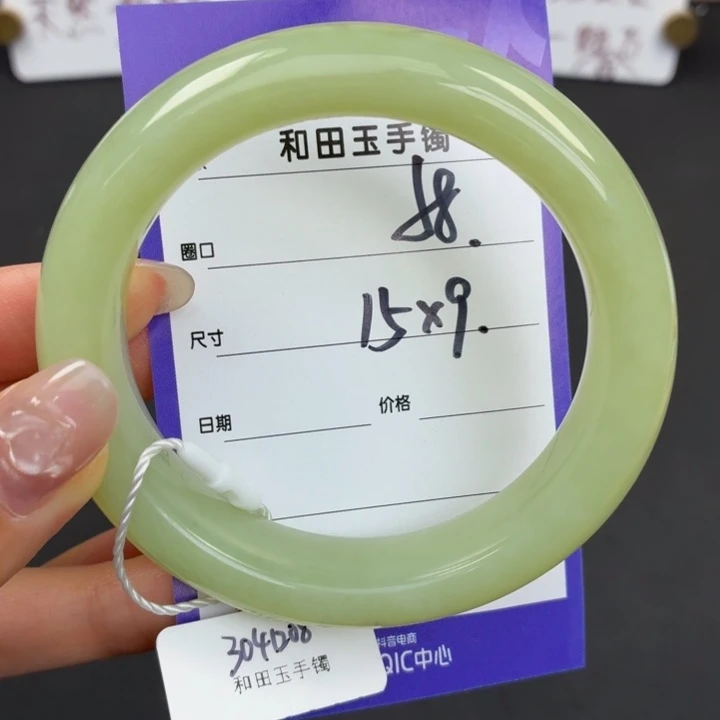 和田玉手镯
58.
圈口
15×9.
尺寸
日期
价格
抖音电商
QIC中心
3041208
和田玉手镯